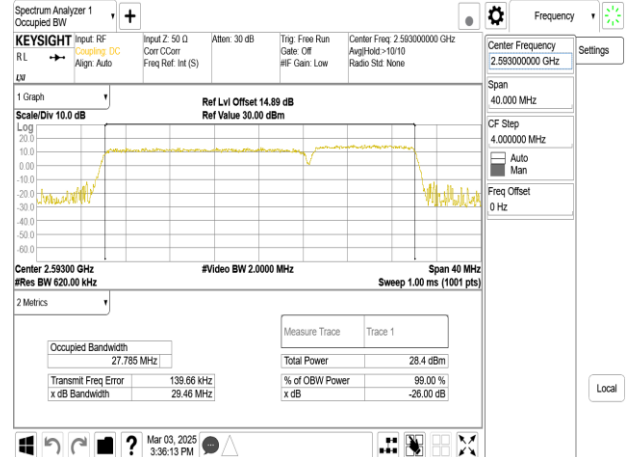 Spectrum Analyzer 1
Occupied BW
Frequency
KEYSIGHT
RL
Input: RF
Coupling: DC
Align: Auto
Input Z: 50 Ω
Corr CCorr
Freq Ref: Int (S)
Atten: 30 dB
Trig: Free Run
Gate: Off
#IF Gain: Low
Center Freq: 2.593000000 GHz
Avg|Hold:>10/10
Radio Std: None
Center Frequency
2.593000000 GHz
Settings
Span
40.000 MHz
CF Step
4.000000 MHz
Auto
Man
Freq Offset
0 Hz
Local
1 Graph
Scale/Div 10.0 dB
Ref Lvl Offset 14.89 dB
Ref Value 30.00 dBm
Log
20.0
10.0
0.00
-10.0
-20.0
-30.0
-40.0
-50.0
-60.0
Center 2.59300 GHz
#Video BW 2.0000 MHz
Span 40 MHz
#Res BW 620.00 kHz
Sweep 1.00 ms (1001 pts)
2 Metrics
Measure Trace Trace 1
Occupied Bandwidth
27.785 MHz
Total Power 28.4 dBm
Transmit Freq Error 139.66 kHz
% of OBW Power 99.00 %
x dB Bandwidth 29.46 MHz
x dB -26.00 dB
Mar 03, 2025
3:36:13 PM